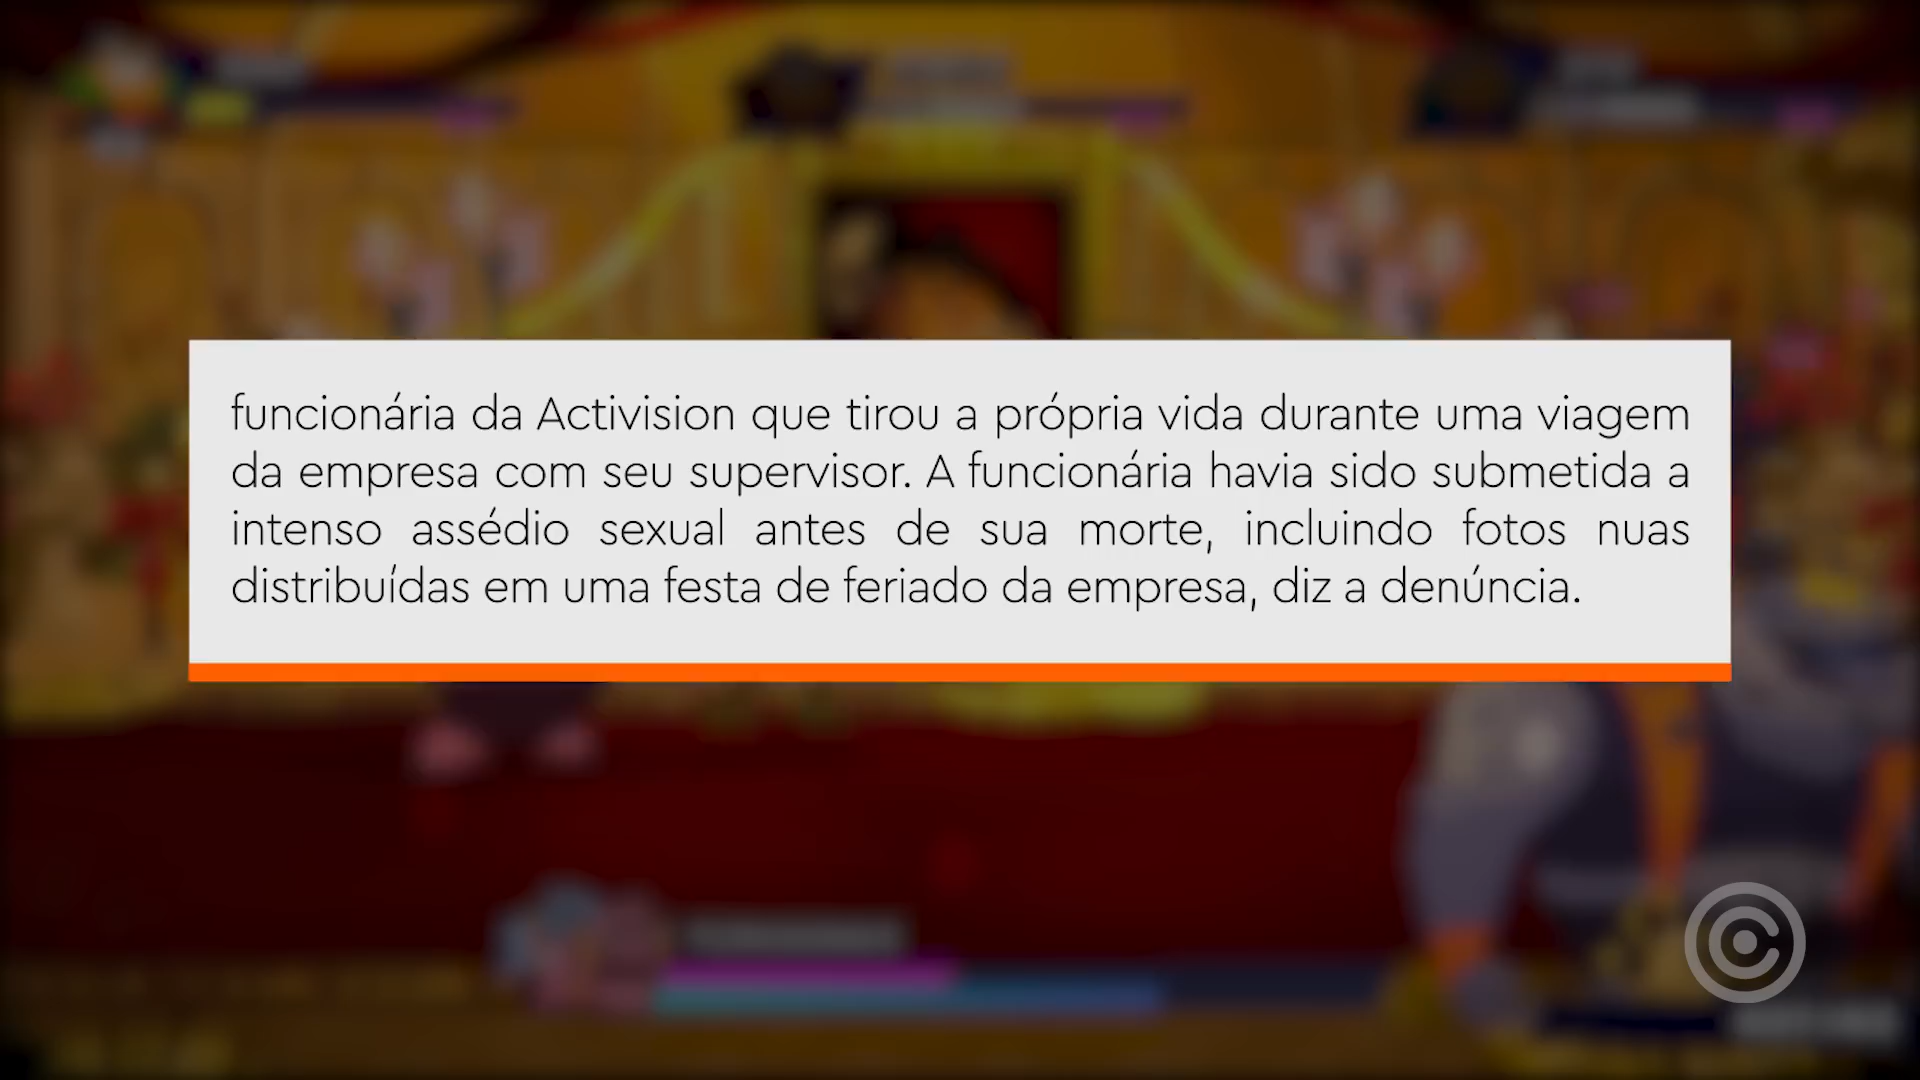 funcionária da Activision que tirou a própria vida durante uma viagem
da empresa com seu supervisor. A funcionária havia sido submetida a
intenso assédio sexual antes de sua morte, incluindo fotos nuas
distribuídas em uma festa de feriado da empresa, diz a denúncia.